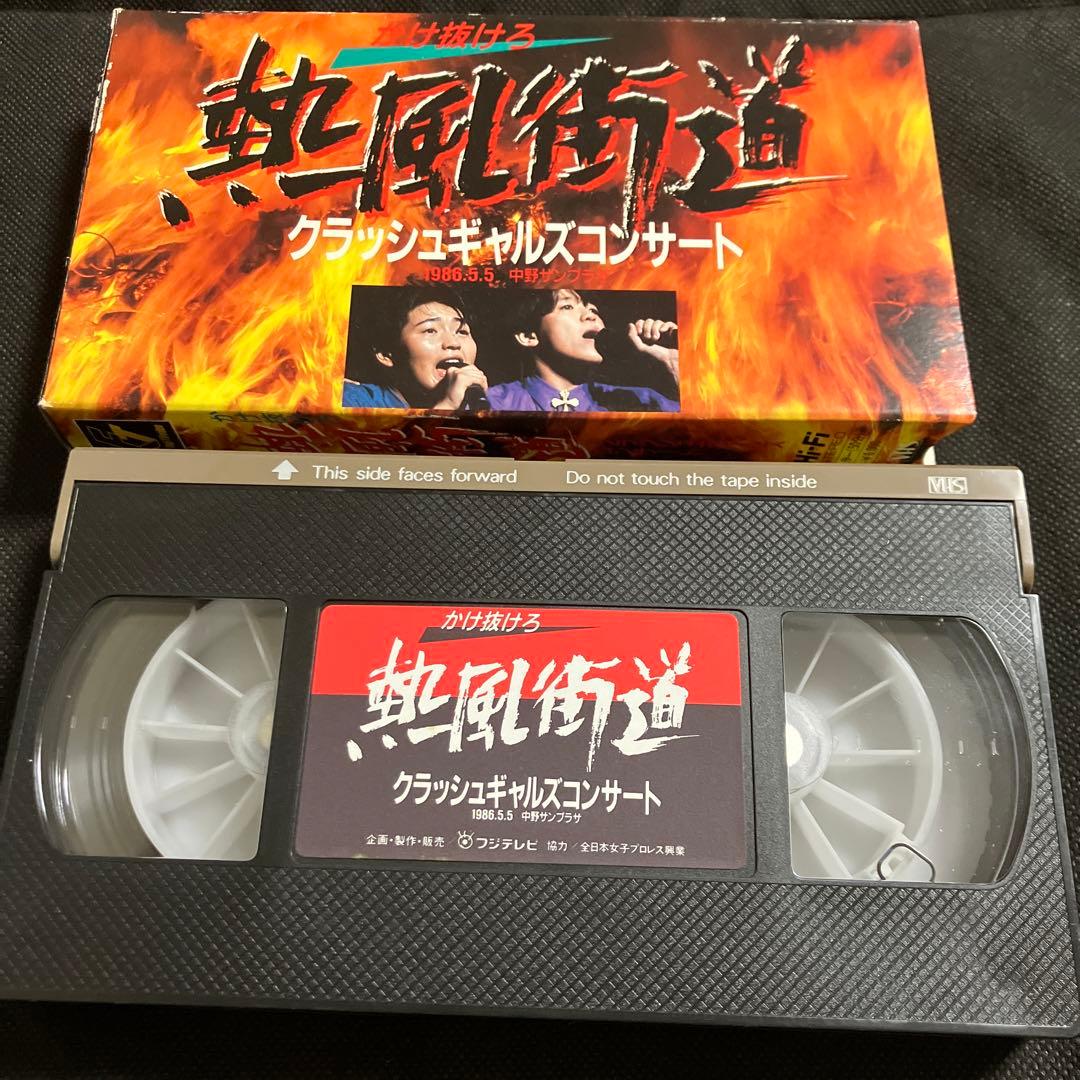 かけ抜けろ
熱風街道
クラッシュギャルズコンサート
1986.5.5 中野サンプラザ
Hi-Fi
This side faces forward Do not touch the tape inside VHS
かけ抜けろ
熱風街道
クラッシュギャルズコンサート
1986.5.5 中野サンプラザ
企画・製作・販売/フジテレビ 協力/全日本女子プロレス興業